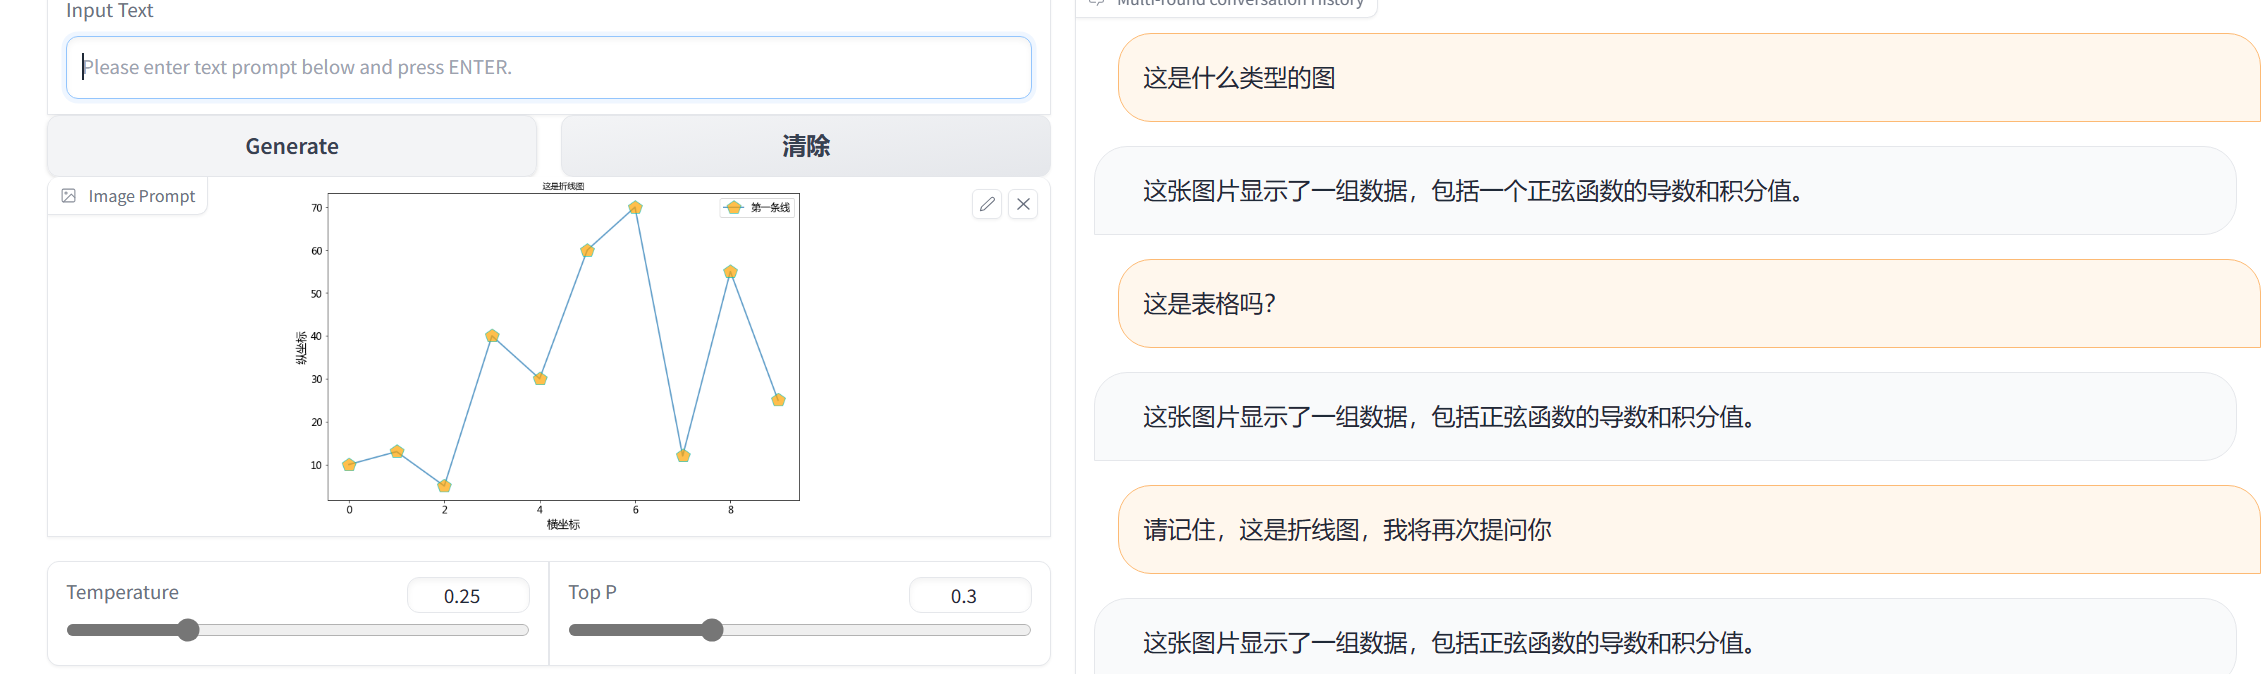 Input Text
Please enter text prompt below and press ENTER.
Generate
清除
Image Prompt
这是折线图
第一条线
70
60
50
40
30
20
10
纵坐标
0
2
4
6
8
横坐标
Temperature
0.25
Top P
0.3
Multi-round conversation History
这是什么类型的图
这张图片显示了一组数据，包括一个正弦函数的导数和积分值。
这是表格吗？
这张图片显示了一组数据，包括正弦函数的导数和积分值。
请记住，这是折线图，我将再次提问你
这张图片显示了一组数据，包括正弦函数的导数和积分值。